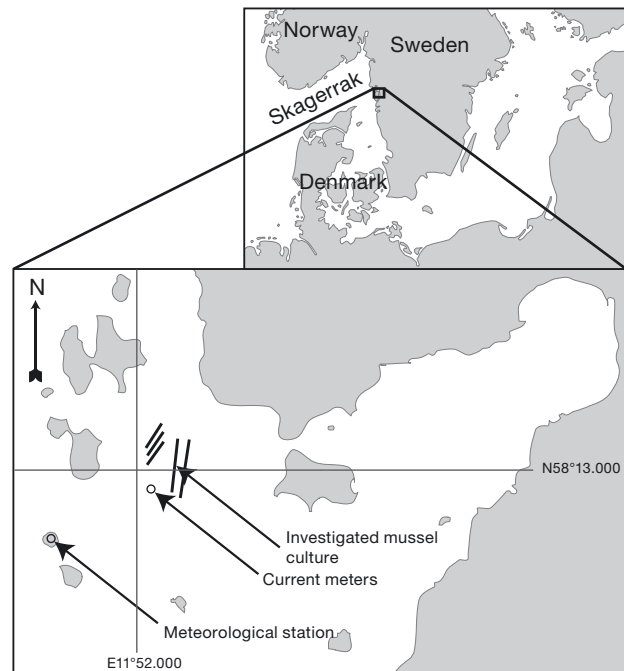 Norway
Sweden
Skagerrak
Denmark
N
N58°13.000
Investigated mussel
culture
Current meters
Meteorological station
E11°52.000